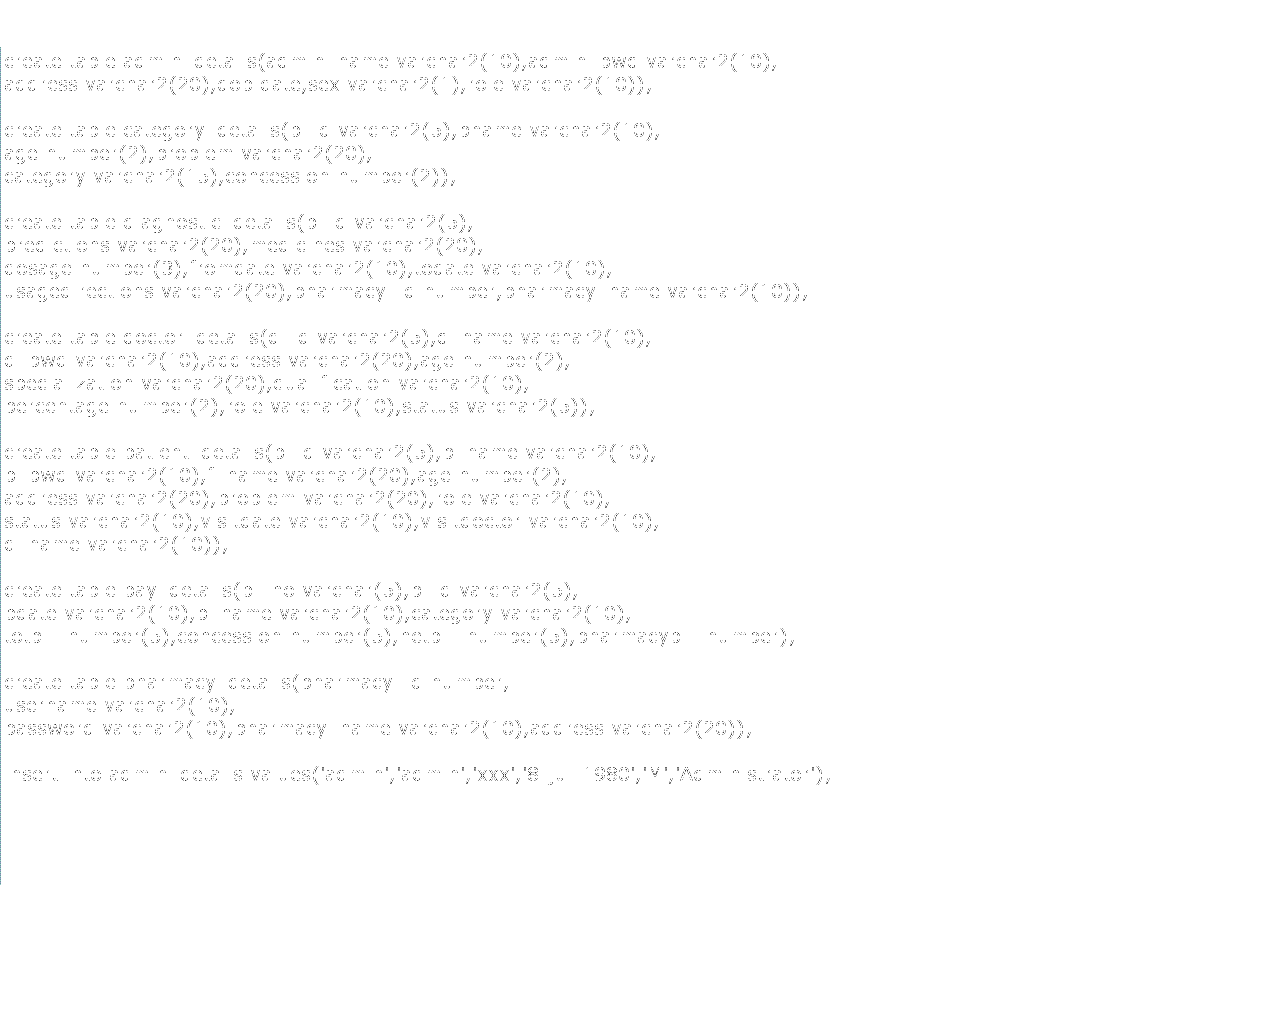 create table admin_details(admin_name varchar2(10),admin_pwd varchar2(10),
address varchar2(20),dob date,sex varchar2(1),role varchar2(10));
create table category_details(p_id varchar2(5),pname varchar2(10),
age number(2),problem varchar2(20),
category varchar2(15),concession number(2));
create table diagnostic_details(p_id varchar2(5),
predictions varchar2(20),medicines varchar2(20),
dosage number(3),fromdate varchar2(10),todate varchar2(10),
usagedirections varchar2(20),pharmacy_id number,pharmacy_name varchar2(10));
create table doctor_details(d_id varchar2(5),d_name varchar2(10),
d_pwd varchar2(10),address varchar2(20),age number(2),
specialization varchar2(20),qualification varchar2(10),
percentage number(2),role varchar2(10),status varchar2(5));
create table patient_details(p_id varchar2(5),p_name varchar2(10),
p_pwd varchar2(10),f_name varchar2(20),age number(2),
address varchar2(20),problem varchar2(20),role varchar2(10),
status varchar2(10),visitdate varchar2(10),visitdoctor varchar2(10),
d_name varchar2(10));
create table pay_details(bill_no varchar(5),p_id varchar2(5),
pdate varchar2(10),p_name varchar2(10),category varchar2(10),
totbill number(5),concession number(5),netbill number(5),pharmacybill number);
create table pharmacy_details(pharmacy_id number,
username varchar2(10),
password varchar2(10),pharmacy_name varchar2(10),address varchar2(20));
insert into admin_details values('admin','admin','xxx','8-jul-1980','M','Administrator');